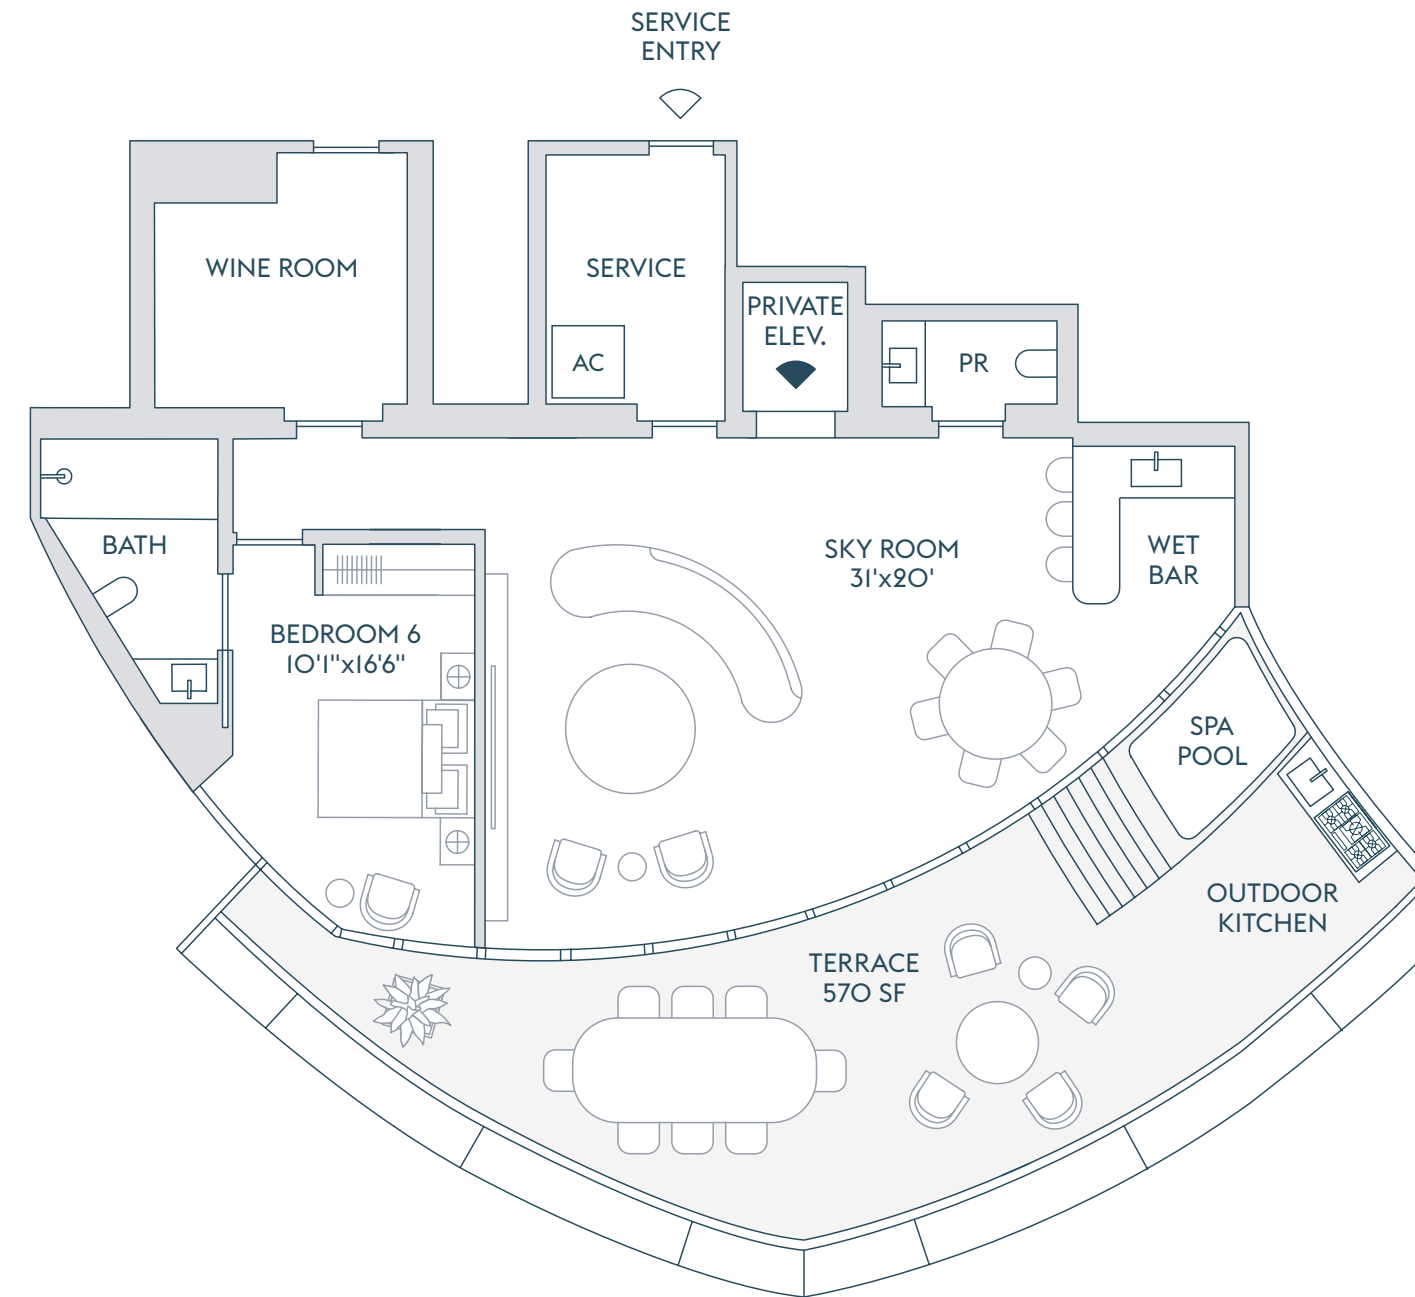 SERVICE
ENTRY
WINE ROOM
SERVICE
PRIVATE
ELEV.
AC
PR
BATH
SKY ROOM
31'x20'
WET
BAR
BEDROOM 6
10'1"x16'6"
SPA
POOL
OUTDOOR
KITCHEN
TERRACE
570 SF